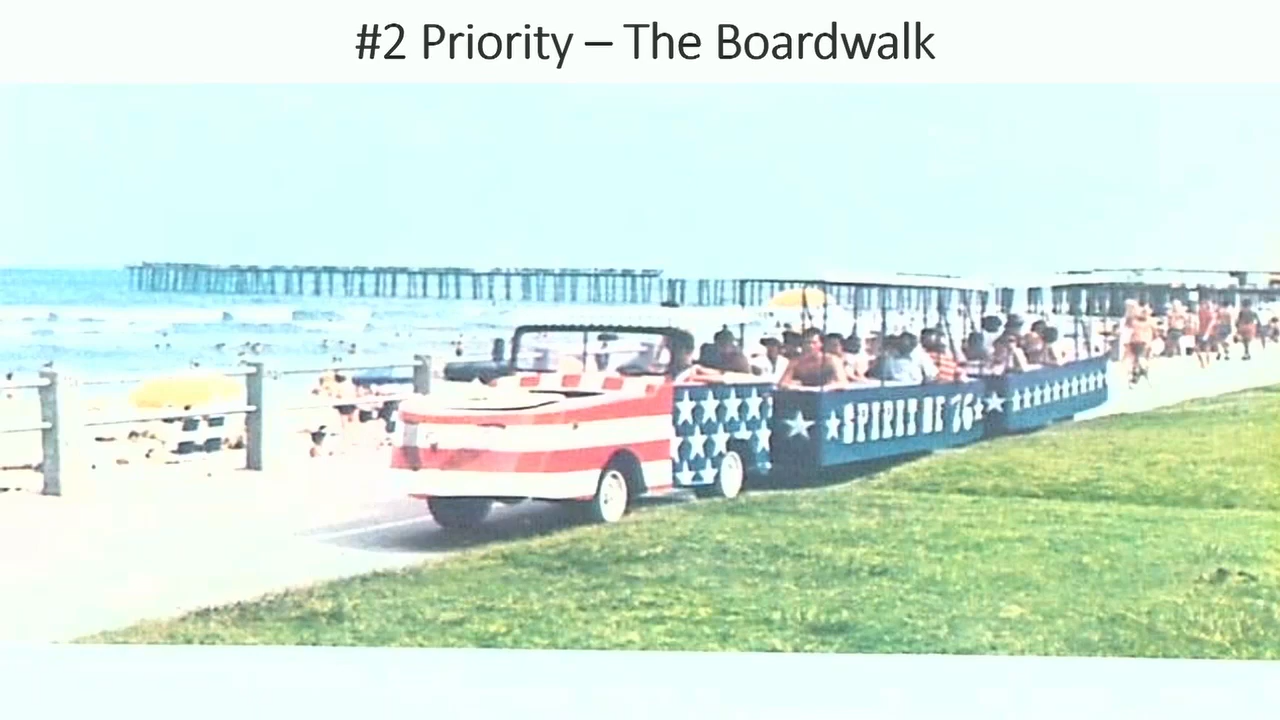 #2 Priority – The Boardwalk
★SPIRIT OF 76★